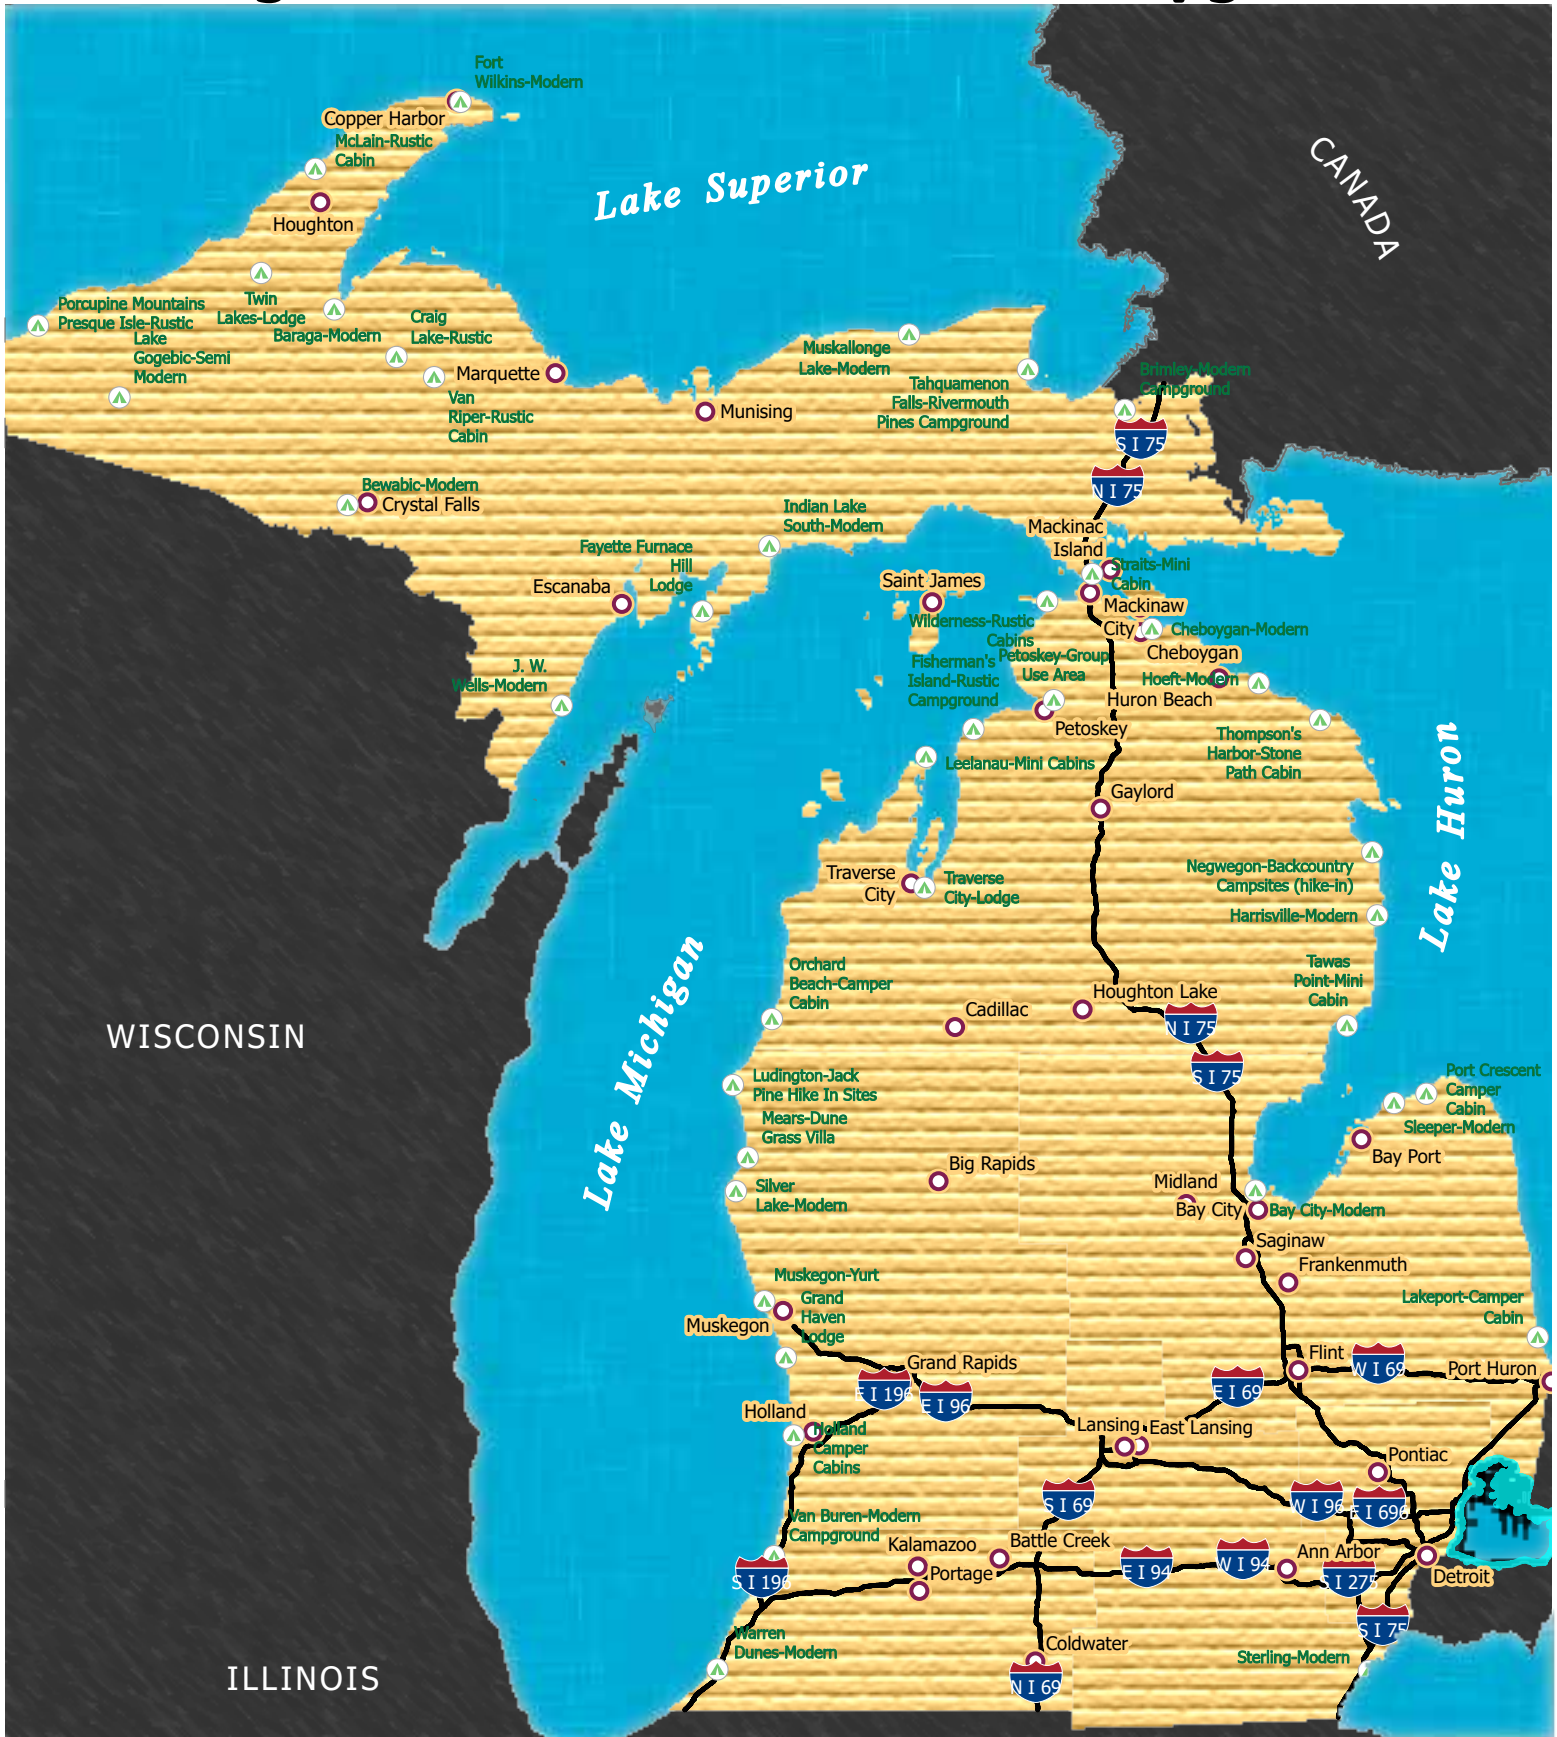 Fort
Wilkins-Modern
Copper Harbor
McLain-Rustic
Cabin
CANADA
Lake Superior
Houghton
Porcupine Mountains
Presque Isle-Rustic
Twin
Lakes-Lodge
Baraga-Modern
Craig
Lake-Rustic
Lake
Gogebic-Semi
Modern
Marquette
Van
Riper-Rustic
Cabin
Munising
Muskallonge
Lake-Modern
Tahquamenon
Falls-Rivermouth
Pines Campground
Brimley-Modern
Campground
S I 75
N I 75
Bewabic-Modern
Crystal Falls
Indian Lake
South-Modern
Mackinac
Island
Fayette Furnace
Hill
Lodge
Escanaba
Saint James
Straits-Mini
Cabin
Mackinaw
City
Wilderness-Rustic
Cabins
Cheboygan-Modern
Cheboygan
Fisherman's
Island-Rustic
Campground
Petoskey-Group
Use Area
Hoeft-Modern
Huron Beach
J. W.
Wells-Modern
Petoskey
Thompson's
Harbor-Stone
Path Cabin
Leelanau-Mini Cabins
Gaylord
Lake Huron
Traverse
City
Traverse
City-Lodge
Negwegon-Backcountry
Campsites (hike-in)
Harrisville-Modern
Lake Michigan
Orchard
Beach-Camper
Cabin
Tawas
Point-Mini
Cabin
Houghton Lake
Cadillac
N I 75
S I 75
WISCONSIN
Ludington-Jack
Pine Hike In Sites
Mears-Dune
Grass Villa
Port Crescent
Camper
Cabin
Sleeper-Modern
Bay Port
Big Rapids
Midland
Silver
Lake-Modern
Bay City
Bay City-Modern
Saginaw
Frankenmuth
Muskegon-Yurt
Grand
Haven
Lodge
Muskegon
Lakeport-Camper
Cabin
Grand Rapids
Flint
W I 69
Port Huron
E I 196
E I 96
E I 69
Holland
Holland
Camper
Cabins
Lansing
East Lansing
Pontiac
S I 69
W I 96
E I 696
Van Buren-Modern
Campground
Kalamazoo
Battle Creek
Ann Arbor
S I 196
Portage
E I 94
W I 94
S I 275
Detroit
S I 75
Warren
Dunes-Modern
Coldwater
Sterling-Modern
ILLINOIS
N I 69